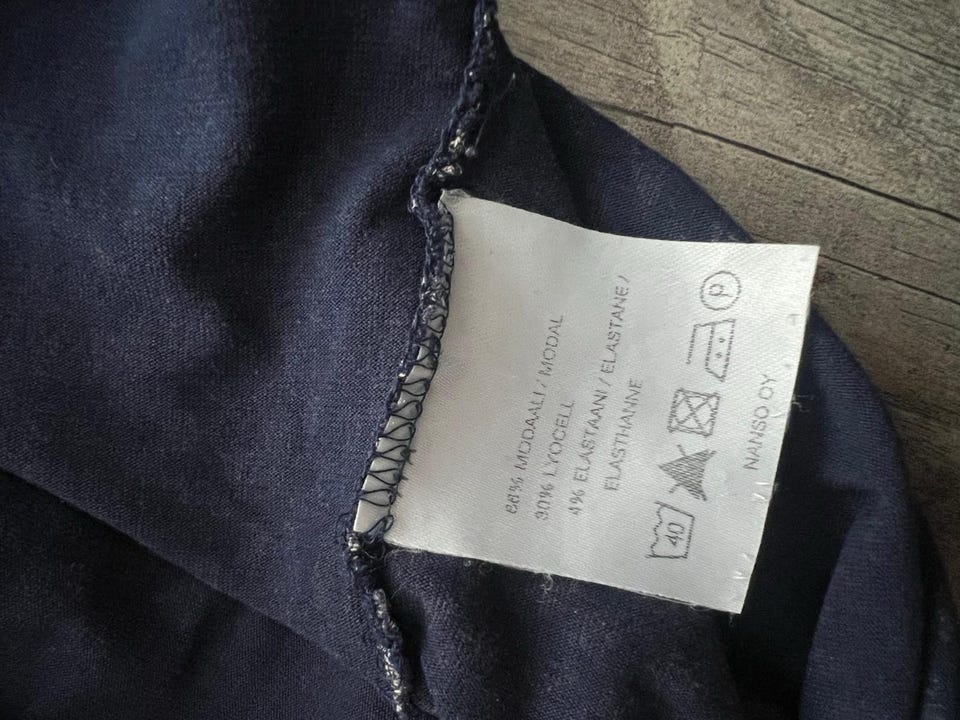 66% MODAALI / MODAL
30% LYOCELL
4% ELASTAANI / ELASTANE /
ELASTHANNE
40
P
NANSO OY